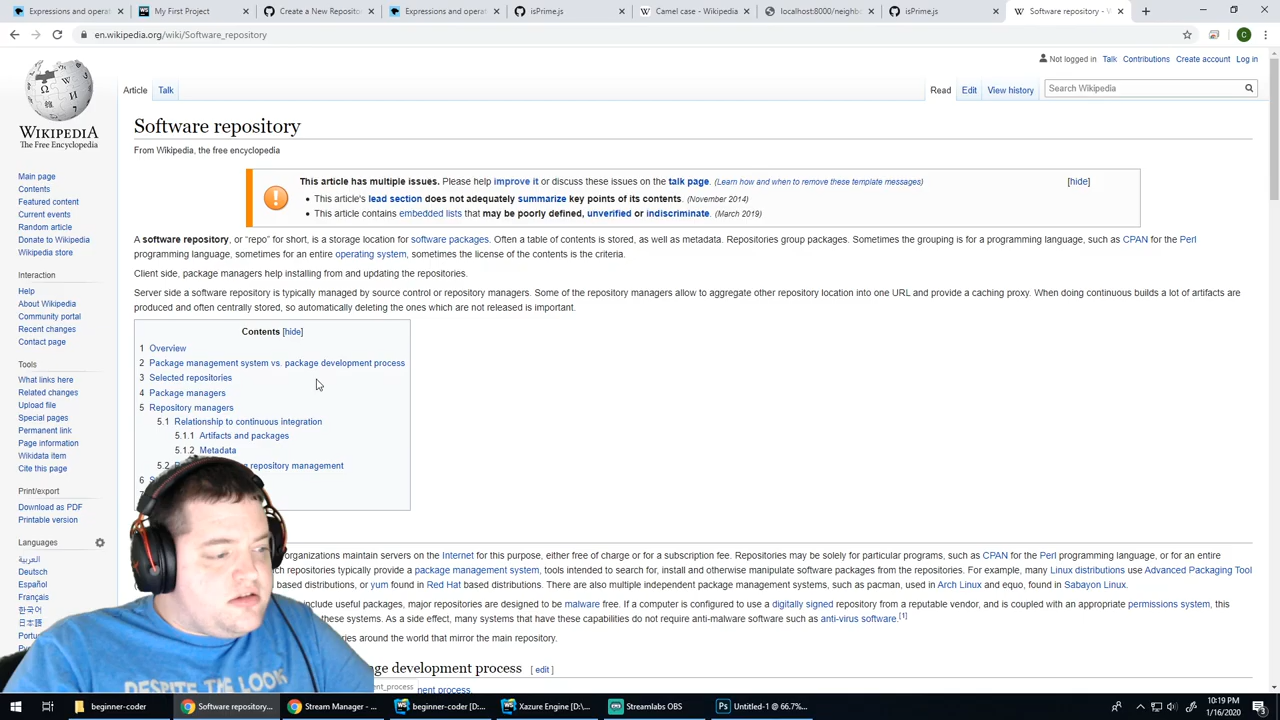 Expressions and operat
My First Project
Create a New Reposito
Expressions and operat
isPrime.js
Camel case - Wikipedia
localhost:8000/neighb
isPrime.js
Software repository - W
en.wikipedia.org/wiki/Software_repository
C
Not logged in Talk Contributions Create account Log in
Article Talk
Read Edit View history
Search Wikipedia
WIKIPEDIA
The Free Encyclopedia
Main page
Contents
Featured content
Current events
Random article
Donate to Wikipedia
Wikipedia store
Interaction
Help
About Wikipedia
Community portal
Recent changes
Contact page
Tools
What links here
Related changes
Upload file
Special pages
Permanent link
Page information
Wikidata item
Cite this page
Print/export
Download as PDF
Printable version
Languages
العربية
Deutsch
Español
Français
한국어
日本語
Software repository
From Wikipedia, the free encyclopedia
This article has multiple issues. Please help improve it or discuss these issues on the talk page. (Learn how and when to remove these template messages)
[hide]
• This article's lead section does not adequately summarize key points of its contents. (November 2014)
• This article contains embedded lists that may be poorly defined, unverified or indiscriminate. (March 2019)
A software repository, or "repo" for short, is a storage location for software packages. Often a table of contents is stored, as well as metadata. Repositories group packages. Sometimes the grouping is for a programming language, such as CPAN for the Perl
programming language, sometimes for an entire operating system, sometimes the license of the contents is the criteria.
Client side, package managers help installing from and updating the repositories.
Server side a software repository is typically managed by source control or repository managers. Some of the repository managers allow to aggregate other repository location into one URL and provide a caching proxy. When doing continuous builds a lot of artifacts are
produced and often centrally stored, so automatically deleting the ones which are not released is important.
Contents [hide]
1 Overview
2 Package management system vs. package development process
3 Selected repositories
4 Package managers
5 Repository managers
5.1 Relationship to continuous integration
5.1.1 Artifacts and packages
5.1.2 Metadata
5.2 repository management
6
organizations maintain servers on the Internet for this purpose, either free of charge or for a subscription fee. Repositories may be solely for particular programs, such as CPAN for the Perl programming language, or for an entire
repositories typically provide a package management system, tools intended to search for, install and otherwise manipulate software packages from the repositories. For example, many Linux distributions use Advanced Packaging Tool
based distributions, or yum found in Red Hat based distributions. There are also multiple independent package management systems, such as pacman, used in Arch Linux and equo, found in Sabayon Linux.
include useful packages, major repositories are designed to be malware free. If a computer is configured to use a digitally signed repository from a reputable vendor, and is coupled with an appropriate permissions system, this
these systems. As a side effect, many systems that have these capabilities do not require anti-malware software such as anti-virus software.[1]
around the world that mirror the main repository.
development process [ edit ]
process.
DESPITE THE LOOK
beginner-coder
Software repository...
Stream Manager - ...
beginner-coder [D:...
Xazure Engine [D:\...
Streamlabs OBS
Untitled-1 @ 66.7%...
10:19 PM
1/16/2020
3